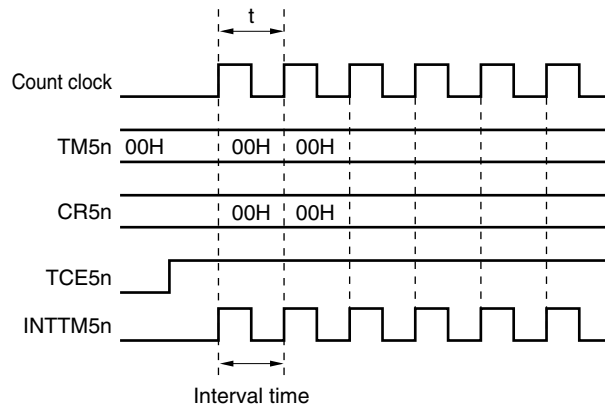 t
Count clock
TM5n 00H 00H 00H
CR5n 00H 00H
TCE5n
INTTM5n
Interval time